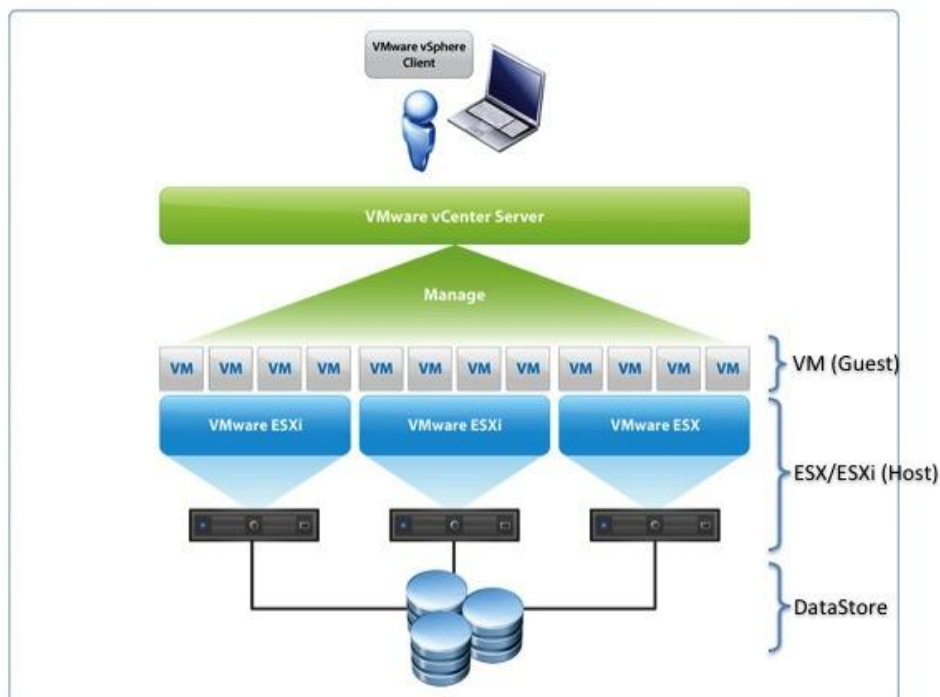 VMware vSphere
Client
VMware vCenter Server
Manage
VM VM VM VM VM VM VM VM VM VM VM VM
VM (Guest)
VMware ESXi VMware ESXi VMware ESX
ESX/ESXi (Host)
DataStore